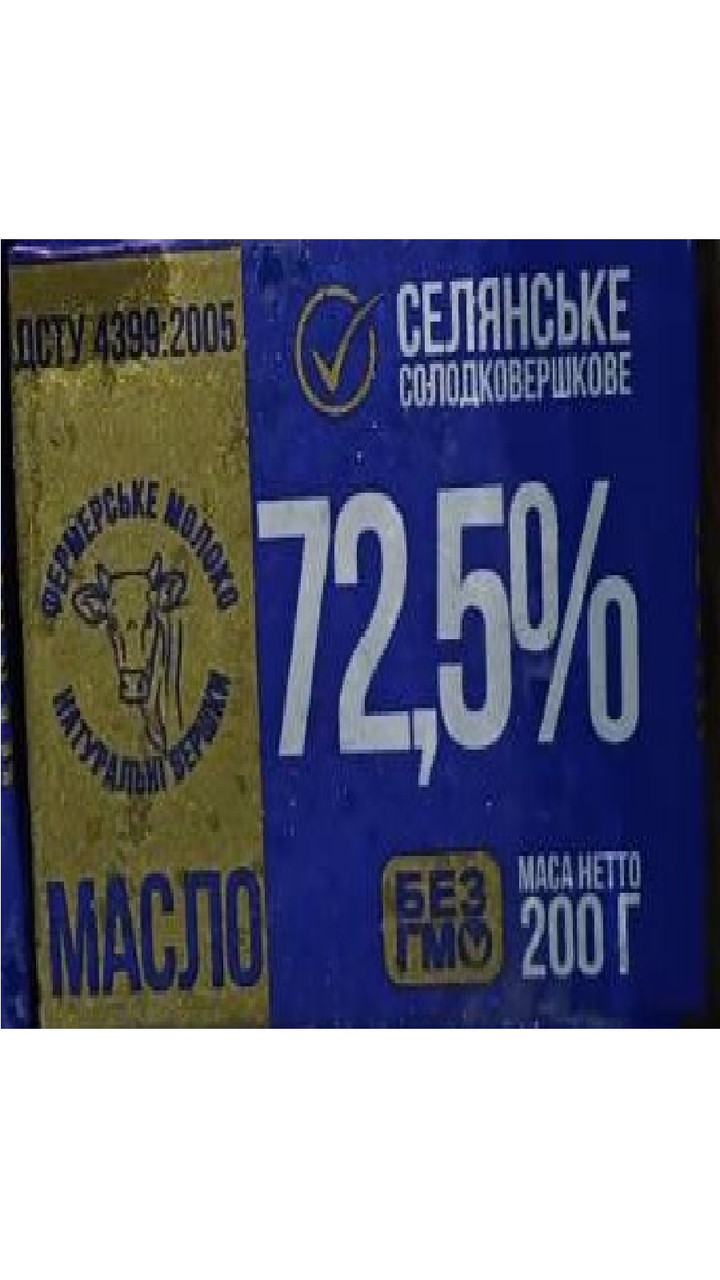 ДСТУ 4399:2005
ФЕРМЕРСЬКЕ МОЛОКО
НАТУРАЛЬНІ ВЕРШКИ
МАСЛО
СЕЛЯНСЬКЕ
СОЛОДКОВЕРШКОВЕ
72,5%
БЕЗ
ГМО
МАСА НЕТТО
200 Г